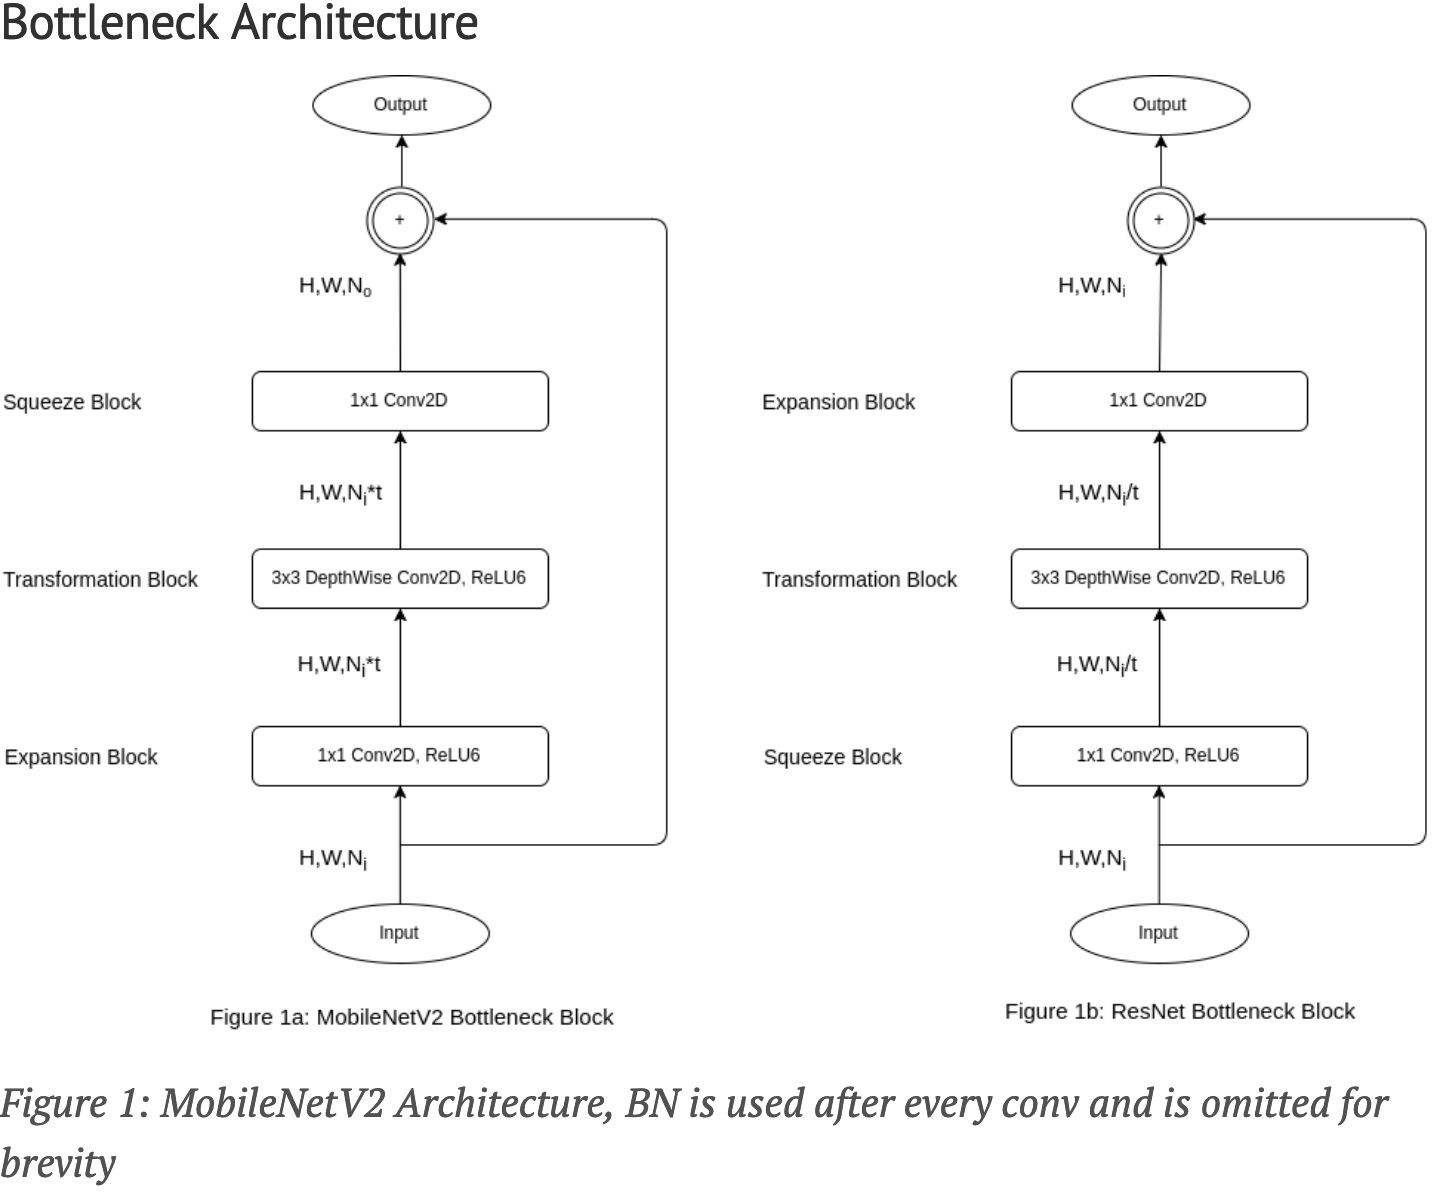 Bottleneck Architecture
Output
+
H,W,No
Squeeze Block
1x1 Conv2D
H,W,Ni*t
Transformation Block
3x3 DepthWise Conv2D, ReLU6
H,W,Ni*t
Expansion Block
1x1 Conv2D, ReLU6
H,W,Ni
Input
Figure 1a: MobileNetV2 Bottleneck Block
Output
+
H,W,Ni
Expansion Block
1x1 Conv2D
H,W,Ni/t
Transformation Block
3x3 DepthWise Conv2D, ReLU6
H,W,Ni/t
Squeeze Block
1x1 Conv2D, ReLU6
H,W,Ni
Input
Figure 1b: ResNet Bottleneck Block
Figure 1: MobileNetV2 Architecture, BN is used after every conv and is omitted for
brevity